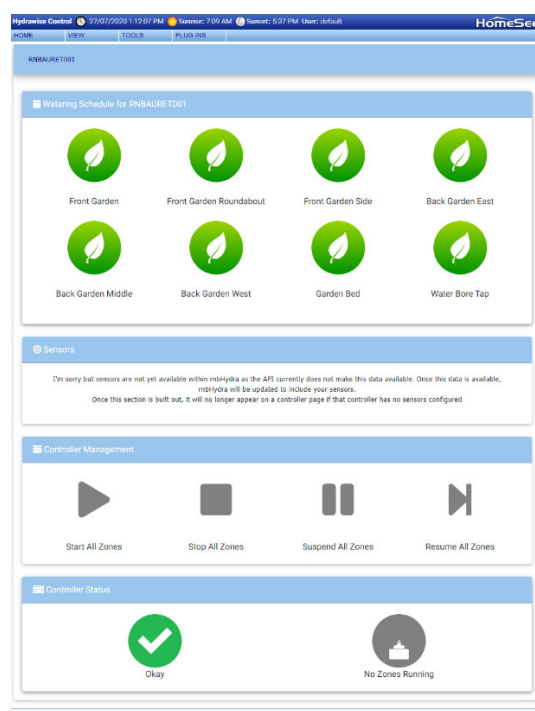 Hydrawise Control 27/07/2020 1:12:07 PM Sunrise: 7:09 AM Sunset: 5:37 PM User: default
HomeSee
HOME VIEW TOOLS PLUG-INS
RNBAURET001
Watering Schedule for RNBAURET001
Front Garden Front Garden Roundabout Front Garden Side Back Garden East
Back Garden Middle Back Garden West Garden Bed Water Bore Tap
Sensors
I'm sorry but sensors are not yet available within rnbHydra as the API currently does not make this data available. Once this data is available,
rnbHydra will be updated to include your sensors.
Once this section is built out, it will no longer appear on a controller page if that controller has no sensors configured
Controller Management
Start All Zones Stop All Zones Suspend All Zones Resume All Zones
Controller Status
Okay No Zones Running